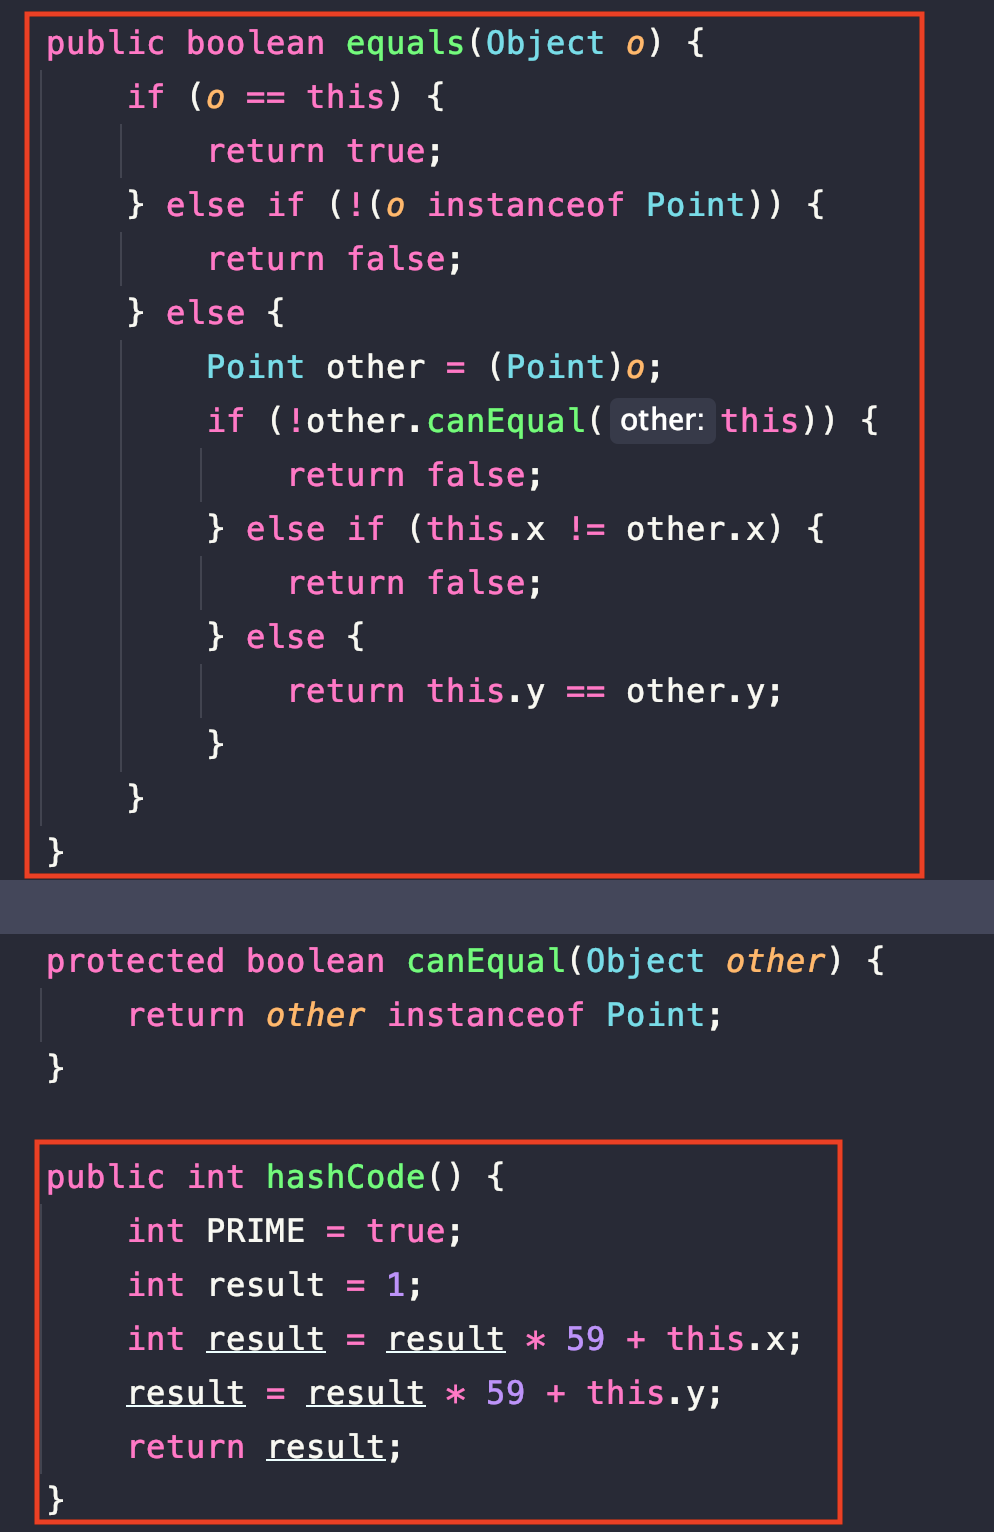 public boolean equals(Object o) {
    if (o == this) {
        return true;
    } else if (!(o instanceof Point)) {
        return false;
    } else {
        Point other = (Point)o;
        if (!other.canEqual( other: this)) {
            return false;
        } else if (this.x != other.x) {
            return false;
        } else {
            return this.y == other.y;
        }
    }
}
protected boolean canEqual(Object other) {
    return other instanceof Point;
}
public int hashCode() {
    int PRIME = true;
    int result = 1;
    int result = result * 59 + this.x;
    result = result * 59 + this.y;
    return result;
}